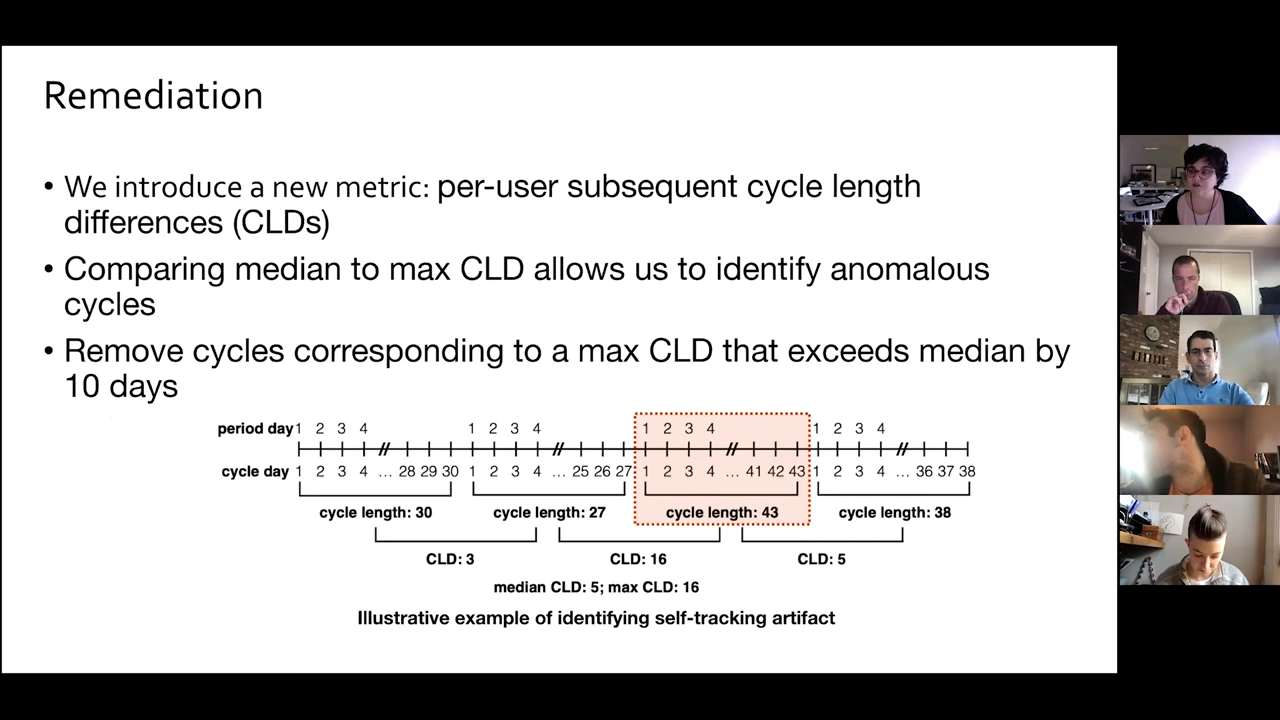 Remediation
• We introduce a new metric: per-user subsequent cycle length
differences (CLDs)
• Comparing median to max CLD allows us to identify anomalous
cycles
• Remove cycles corresponding to a max CLD that exceeds median by
10 days
period day 1 2 3 4 1 2 3 4 1 2 3 4 1 2 3 4
cycle day 1 2 3 4 ... 28 29 30 1 2 3 4 ... 25 26 27 1 2 3 4 ... 41 42 43 1 2 3 4 ... 36 37 38
cycle length: 30 cycle length: 27 cycle length: 43 cycle length: 38
CLD: 3 CLD: 16 CLD: 5
median CLD: 5; max CLD: 16
Illustrative example of identifying self-tracking artifact